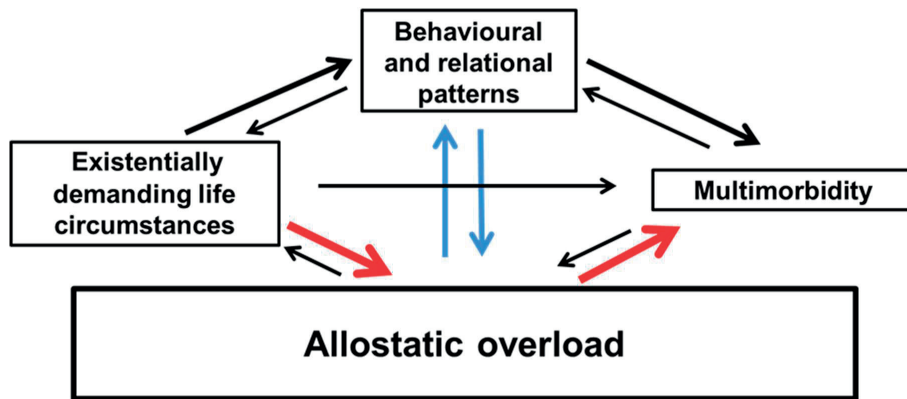 Behavioural
and relational
patterns
Existentially
demanding life
circumstances
Multimorbidity
Allostatic overload